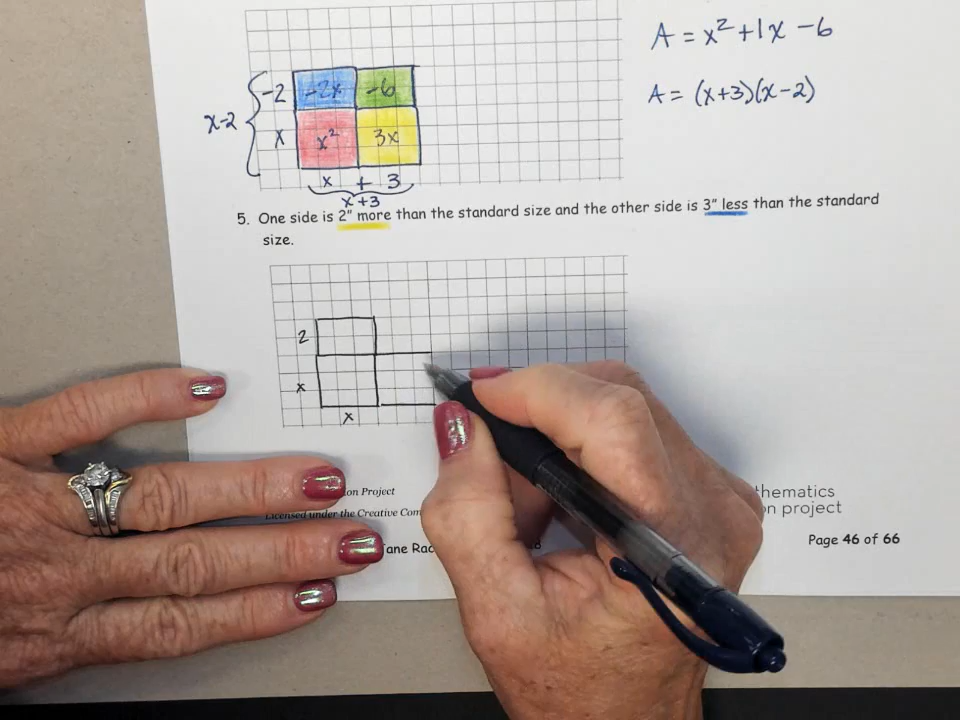 A = x² + 1x - 6
-2 -2x -6
A = (x+3)(x-2)
x-2
x x² 3x
x + 3
x+3
5. One side is 2" more than the standard size and the other side is 3" less than the standard
size.
2
x
x
on Project
thematics
Licensed under the Creative Com
on project
Jane Rac
Page 46 of 66